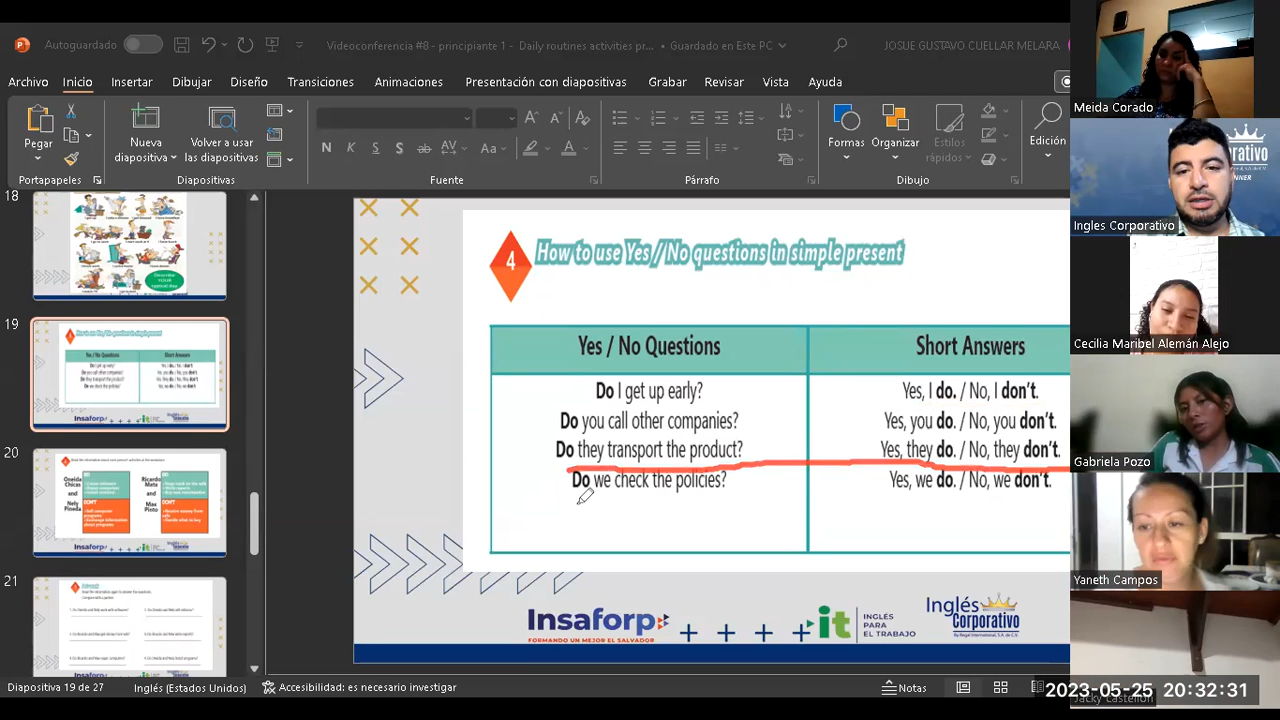 Autoguardado
Videoconferencia #8 - principiante 1 - Daily routines activities pr... • Guardado en Este PC
JOSUE GUSTAVO CUELLAR MELARA
Archivo Inicio Insertar Dibujar Diseño Transiciones Animaciones Presentación con diapositivas Grabar Revisar Vista Ayuda
Pegar
Nueva diapositiva
Volver a usar las diapositivas
Formas
Organizar
Estilos rápidos
Edición
Portapapeles
Diapositivas
Fuente
Párrafo
Dibujo
18
19
20
21
4
How to use Yes / No questions in simple present
Yes / No Questions
Short Answers
Do I get up early?
Yes, I do. / No, I don't.
Do you call other companies?
Yes, you do. / No, you don't.
Do they transport the product?
Yes, they do. / No, they don't.
Do we check the policies?
Yes, we do. / No, we don't.
Insaforp
FORMANDO UN MEJOR EL SALVADOR
it
INGLÉS
PARA
EL TRABAJO
Inglés
Corporativo
Diapositiva 19 de 27
Inglés (Estados Unidos)
Accesibilidad: es necesario investigar
Notas
Meida Corado
Ingles Corporativo
Cecilia Maribel Alemán Alejo
Gabriela Pozo
Yaneth Campos
Jacky Castellon
2023-05-25 20:32:31